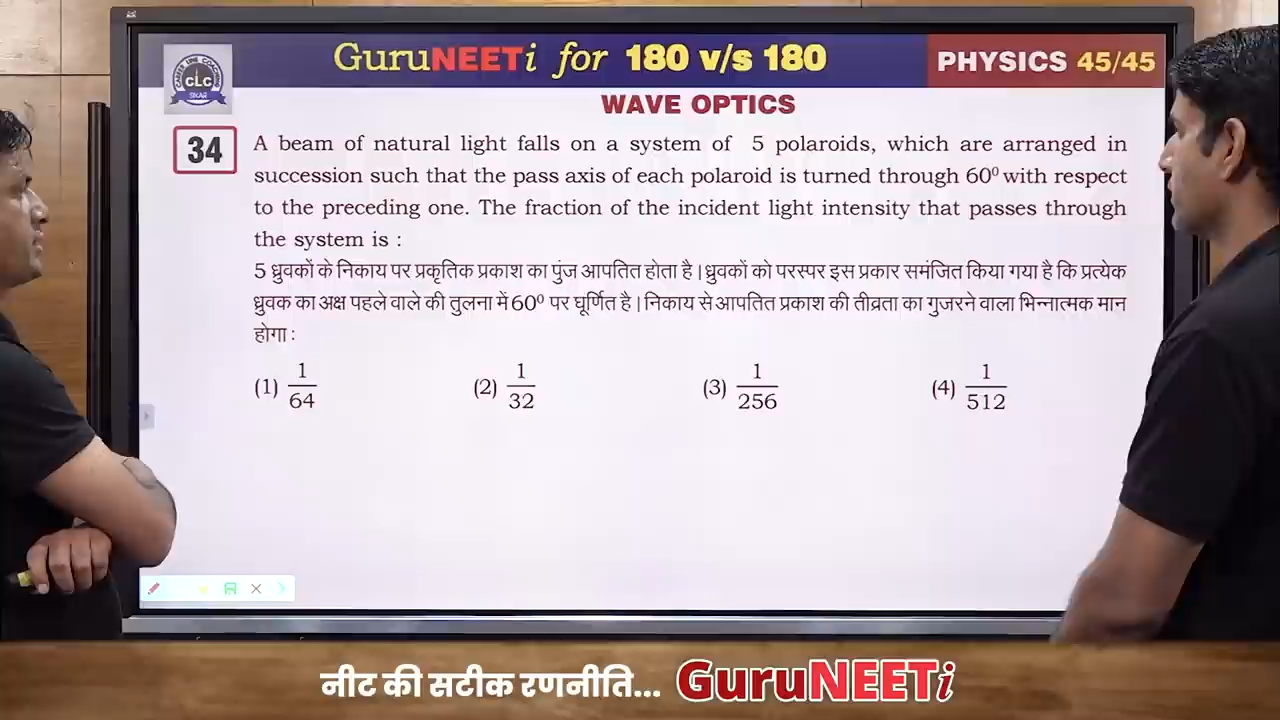 GuruNEETi for 180 v/s 180
PHYSICS 45/45
CAREER LINE COACHING
CLC
SIKAR
WAVE OPTICS
34
A beam of natural light falls on a system of 5 polaroids, which are arranged in
succession such that the pass axis of each polaroid is turned through 60⁰ with respect
to the preceding one. The fraction of the incident light intensity that passes through
the system is :
5 ध्रुवकों के निकाय पर प्रकृतिक प्रकाश का पुंज आपतित होता है। ध्रुवकों को परस्पर इस प्रकार समंजित किया गया है कि प्रत्येक
ध्रुवक का अक्ष पहले वाले की तुलना में 60⁰ पर घूर्णित है। निकाय से आपतित प्रकाश की तीव्रता का गुजरने वाला भिन्नात्मक मान
होगा :
(1) 1/64 (2) 1/32 (3) 1/256 (4) 1/512
नीट की सटीक रणनीति... GuruNEETi